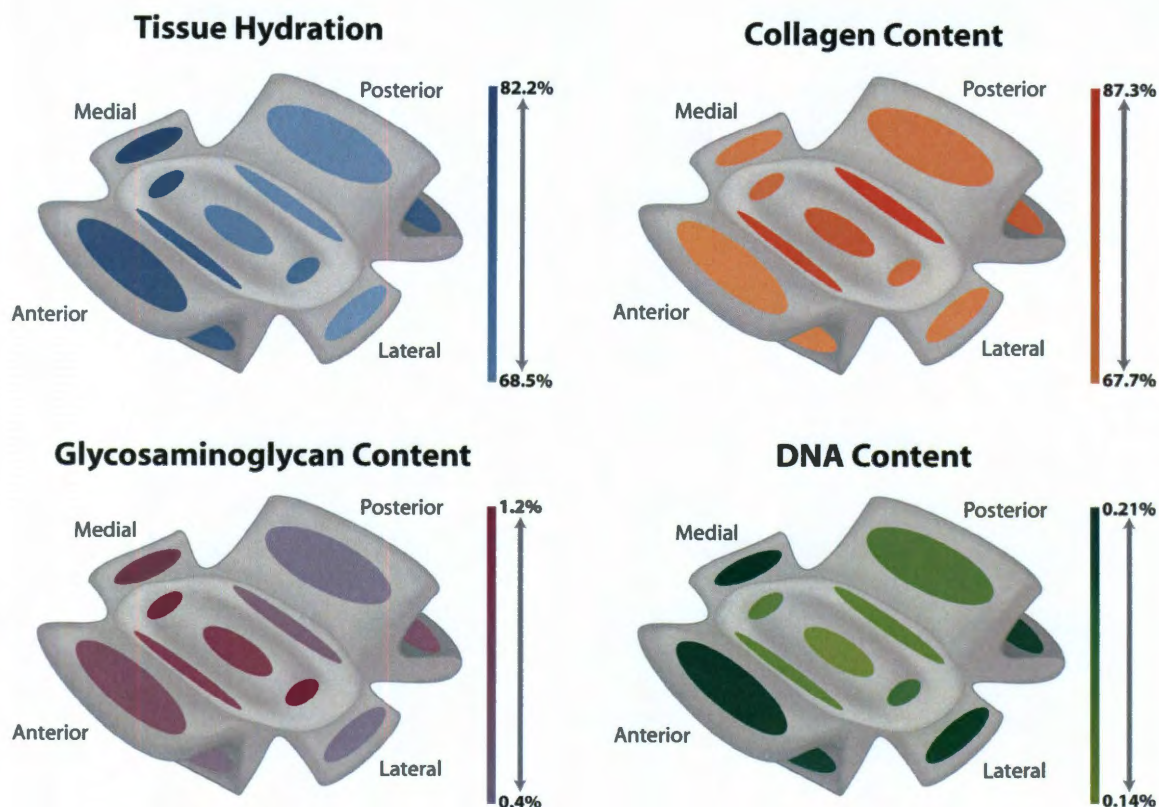 Tissue Hydration
Medial
Posterior
Anterior
Lateral
82.2%
68.5%
Collagen Content
Medial
Posterior
Anterior
Lateral
87.3%
67.7%
Glycosaminoglycan Content
Medial
Posterior
Anterior
Lateral
1.2%
0.4%
DNA Content
Medial
Posterior
Anterior
Lateral
0.21%
0.14%